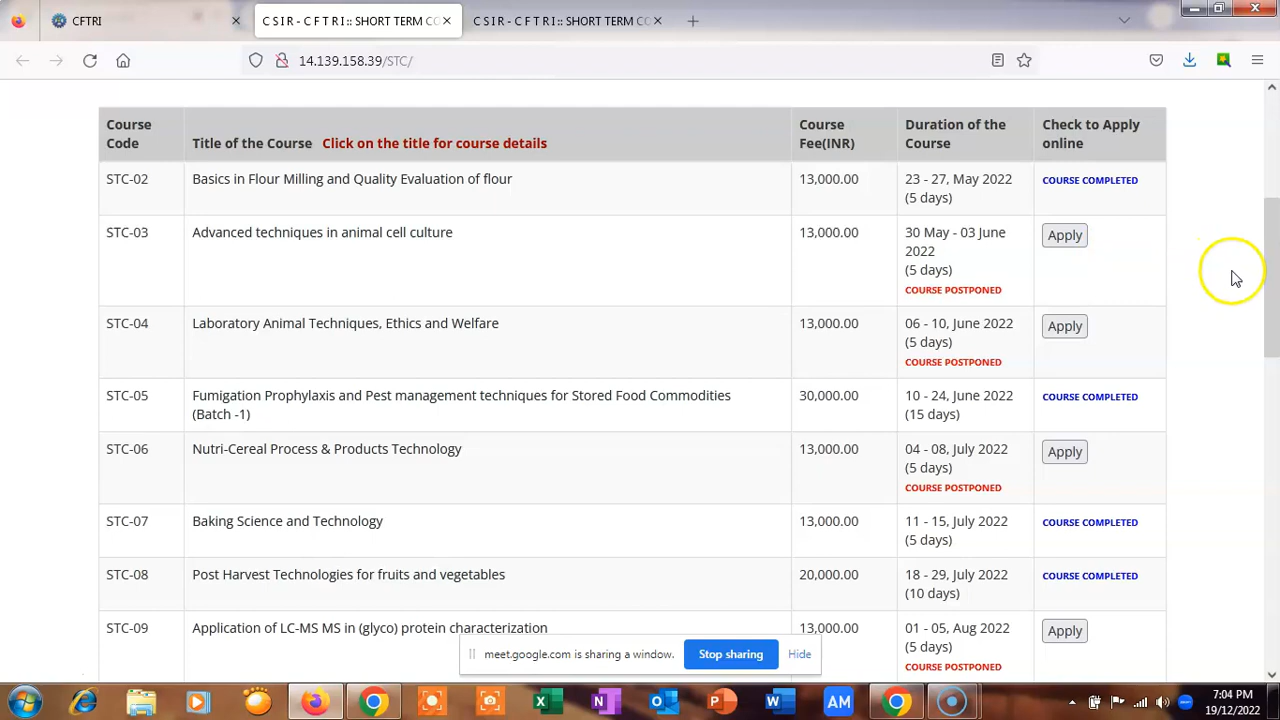 CFTRI
C S I R - C F T R I :: SHORT TERM CO
C S I R - C F T R I :: SHORT TERM CO
14.139.158.39/STC/
Course Code
Title of the Course Click on the title for course details
Course Fee(INR)
Duration of the Course
Check to Apply online
STC-02
Basics in Flour Milling and Quality Evaluation of flour
13,000.00
23 - 27, May 2022
(5 days)
COURSE COMPLETED
STC-03
Advanced techniques in animal cell culture
13,000.00
30 May - 03 June
2022
(5 days)
COURSE POSTPONED
Apply
STC-04
Laboratory Animal Techniques, Ethics and Welfare
13,000.00
06 - 10, June 2022
(5 days)
COURSE POSTPONED
Apply
STC-05
Fumigation Prophylaxis and Pest management techniques for Stored Food Commodities
(Batch -1)
30,000.00
10 - 24, June 2022
(15 days)
COURSE COMPLETED
STC-06
Nutri-Cereal Process & Products Technology
13,000.00
04 - 08, July 2022
(5 days)
COURSE POSTPONED
Apply
STC-07
Baking Science and Technology
13,000.00
11 - 15, July 2022
(5 days)
COURSE COMPLETED
STC-08
Post Harvest Technologies for fruits and vegetables
20,000.00
18 - 29, July 2022
(10 days)
COURSE COMPLETED
STC-09
Application of LC-MS MS in (glyco) protein characterization
13,000.00
01 - 05, Aug 2022
(5 days)
COURSE POSTPONED
Apply
meet.google.com is sharing a window.
Stop sharing
Hide
AM
7:04 PM
19/12/2022